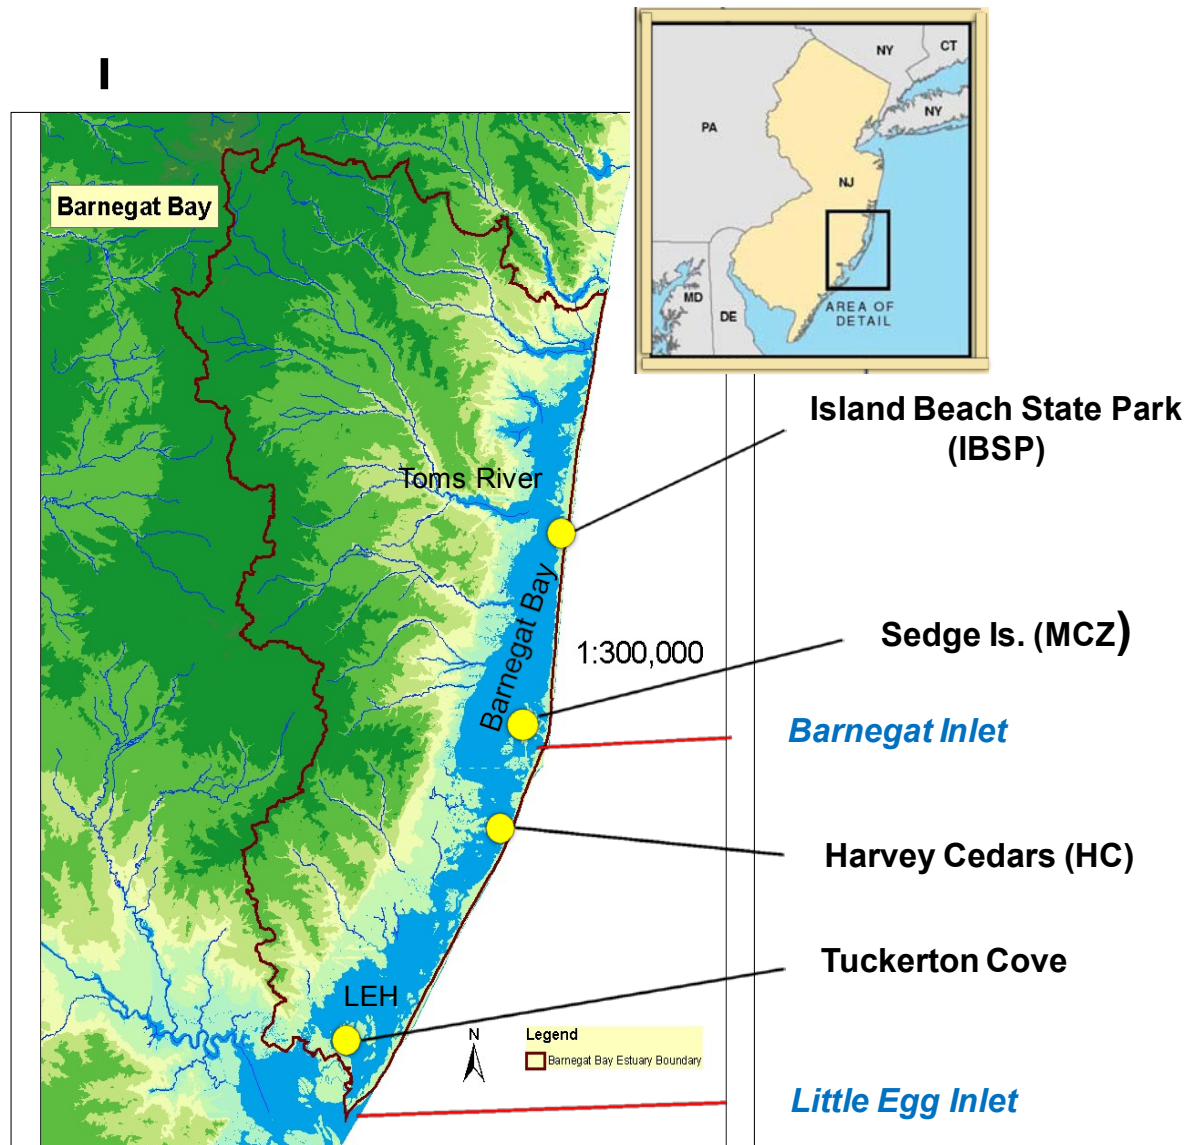 I
Barnegat Bay
NY
CT
NY
PA
NJ
MD
DE
AREA OF
DETAIL
Island Beach State Park
(IBSP)
Toms River
Barnegat Bay
1:300,000
Sedge Is. (MCZ)
Barnegat Inlet
Harvey Cedars (HC)
Tuckerton Cove
LEH
N
Legend
Barnegat Bay Estuary Boundary
Little Egg Inlet